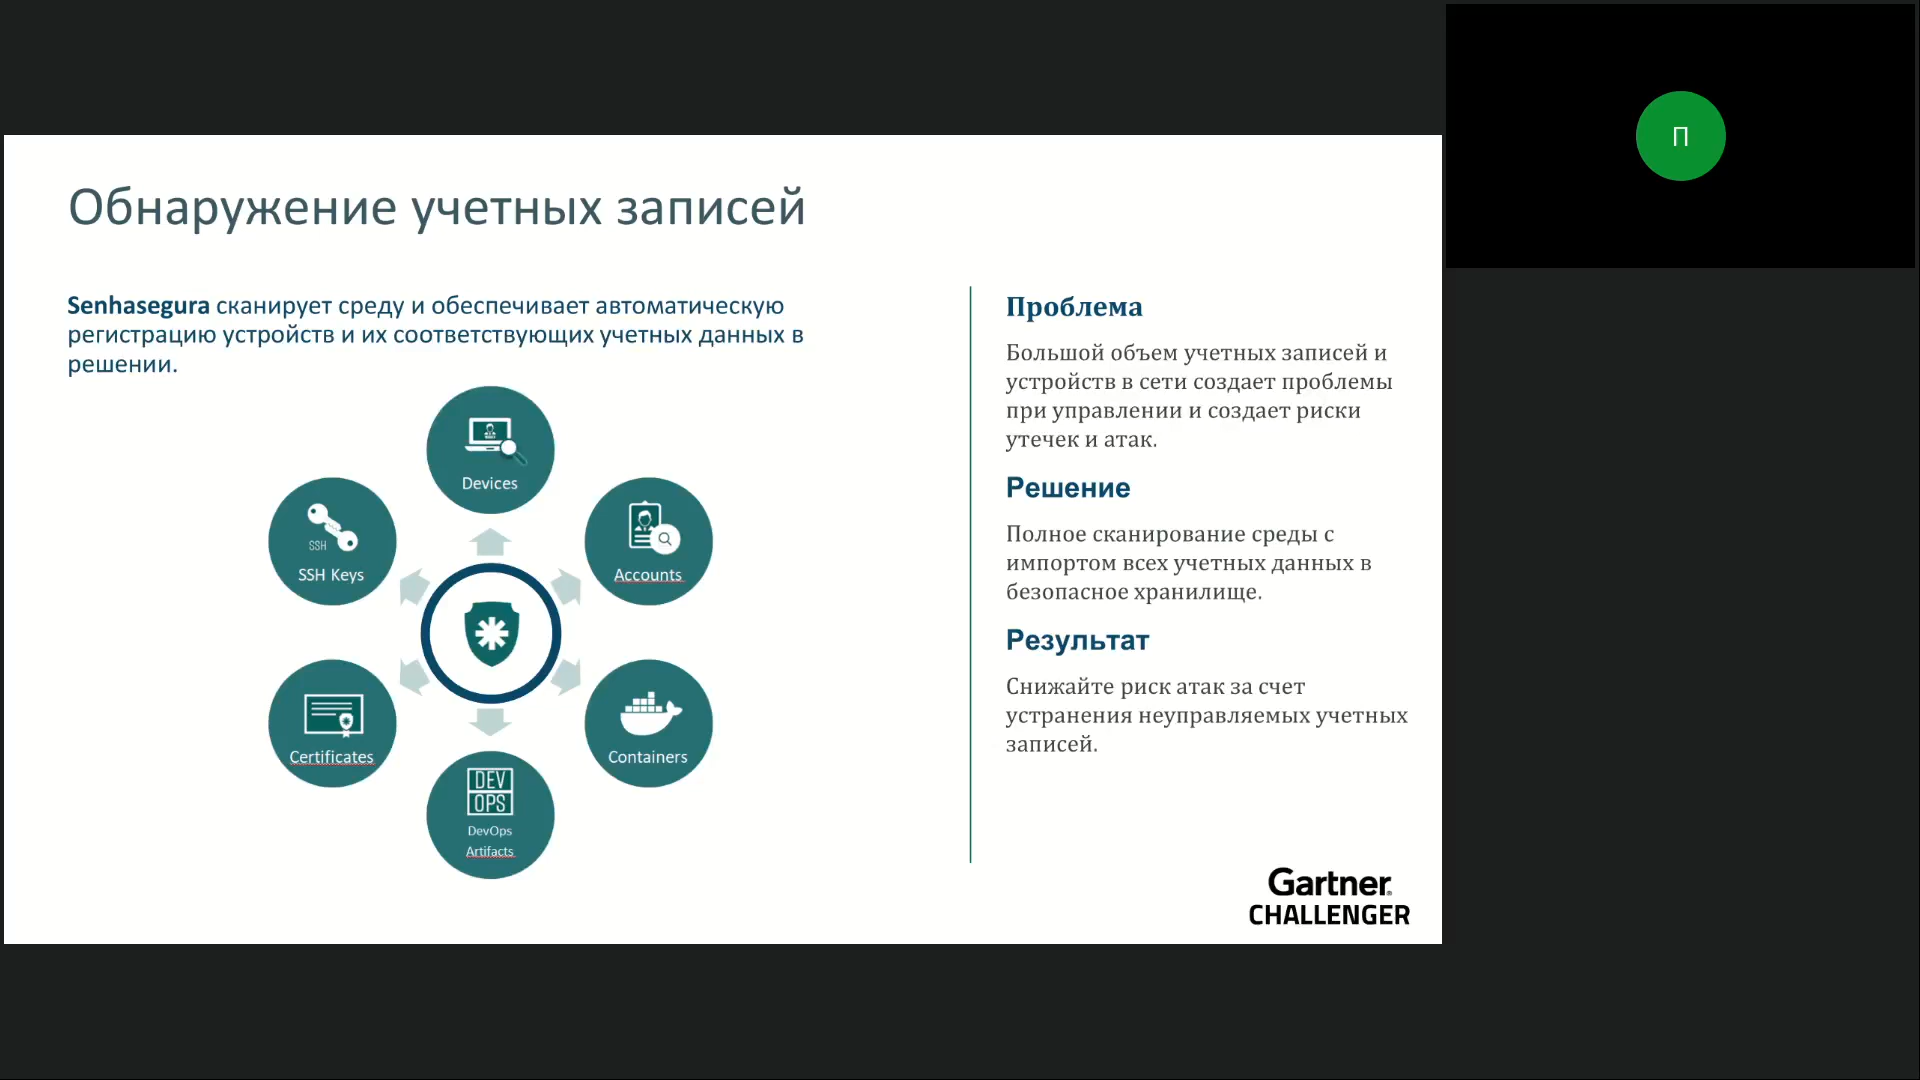 П
Обнаружение учетных записей
Senhasegura сканирует среду и обеспечивает автоматическую
регистрацию устройств и их соответствующих учетных данных в
решении.
Devices
SSH
SSH Keys
Accounts
Certificates
Containers
DEV
OPS
DevOps
Artifacts
Проблема
Большой объем учетных записей и
устройств в сети создает проблемы
при управлении и создает риски
утечек и атак.
Решение
Полное сканирование среды с
импортом всех учетных данных в
безопасное хранилище.
Результат
Снижайте риск атак за счет
устранения неуправляемых учетных
записей.
Gartner®
CHALLENGER